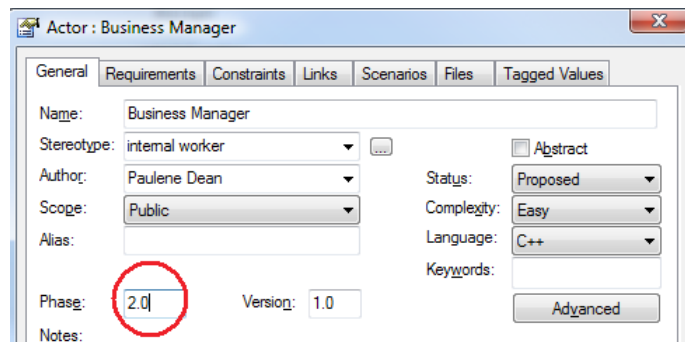 Actor : Business Manager
X
General Requirements Constraints Links Scenarios Files Tagged Values
Name: Business Manager
Stereotype: internal worker ... Abstract
Author: Paulene Dean Status: Proposed
Scope: Public Complexity: Easy
Alias: Language: C++
Keywords:
Phase: 2.0 Version: 1.0 Advanced
Notes: